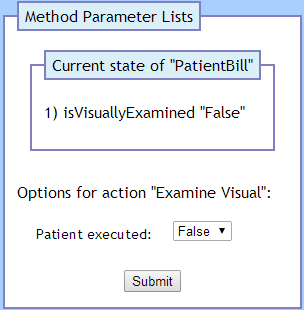 Method Parameter Lists
Current state of "PatientBill"
1) isVisuallyExamined "False"
Options for action "Examine Visual":
Patient executed: False
Submit